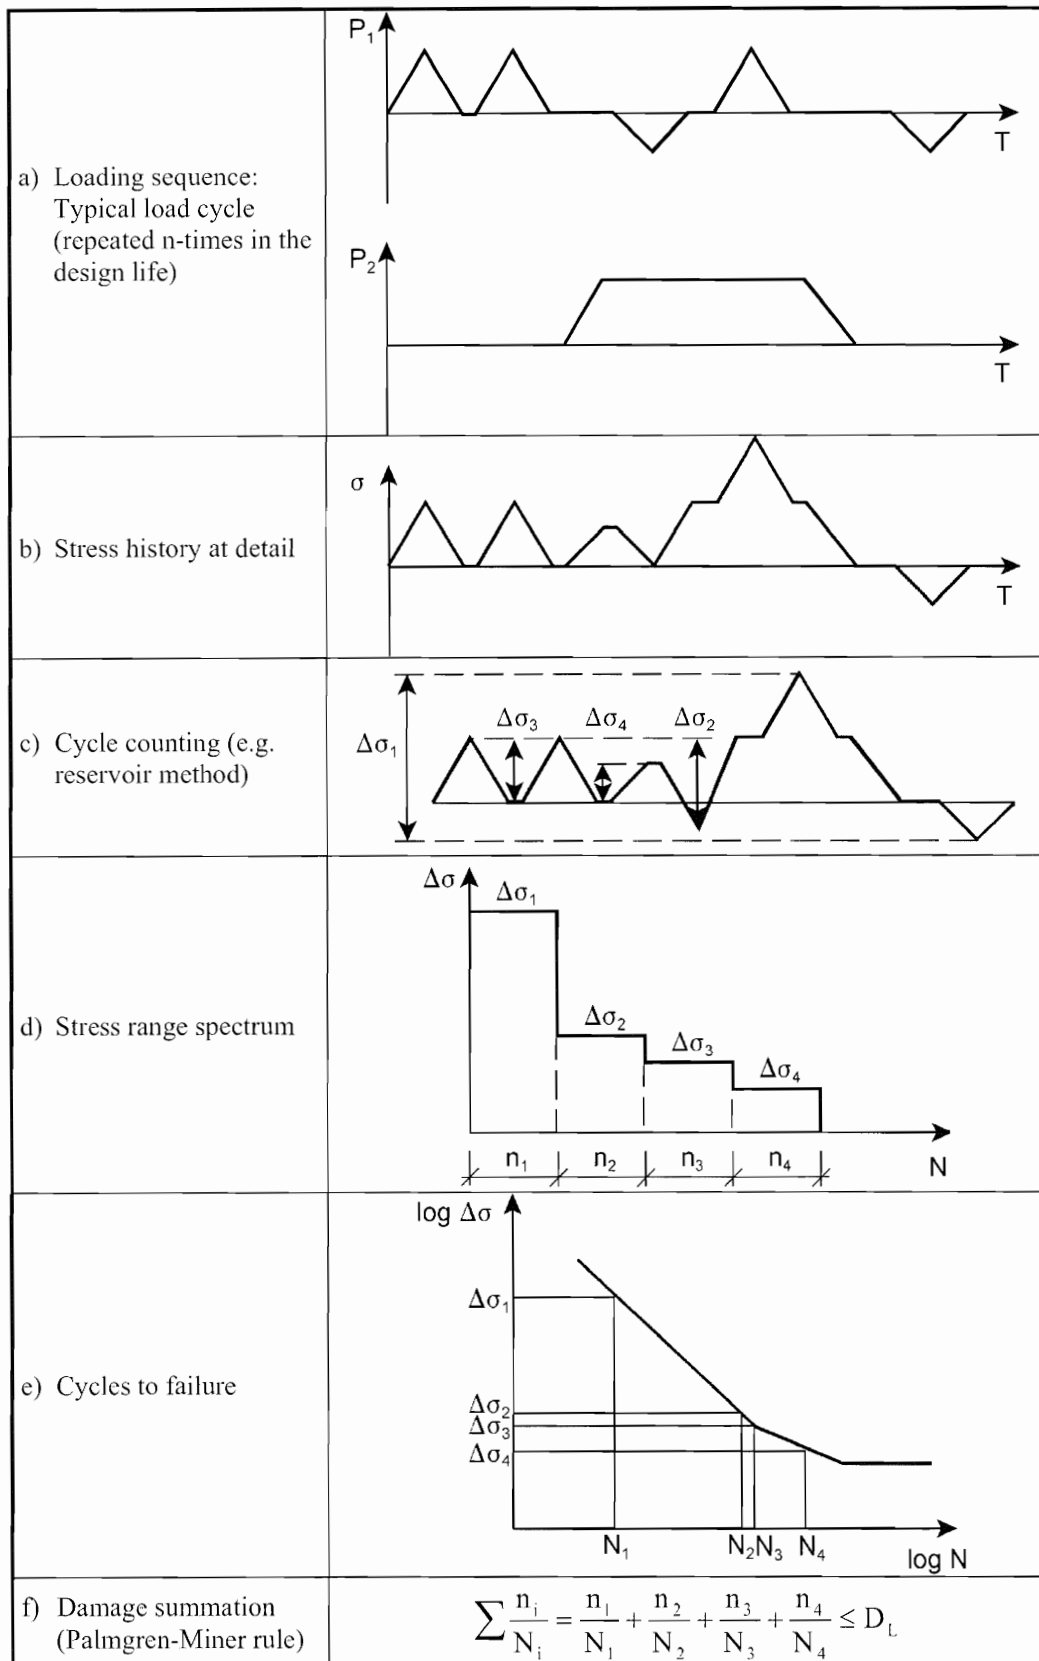 P₁
T
a) Loading sequence:
Typical load cycle
(repeated n-times in the
design life)
P₂
T
σ
b) Stress history at detail
T
c) Cycle counting (e.g.
reservoir method)
Δσ₁
Δσ₃
Δσ₄
Δσ₂
d) Stress range spectrum
Δσ
Δσ₁
Δσ₂
Δσ₃
Δσ₄
n₁
n₂
n₃
n₄
N
e) Cycles to failure
log Δσ
Δσ₁
Δσ₂
Δσ₃
Δσ₄
N₁
N₂
N₃
N₄
log N
f) Damage summation
(Palmgren-Miner rule)
∑ nᵢ/Nᵢ = n₁/N₁ + n₂/N₂ + n₃/N₃ + n₄/N₄ ≤ D_L